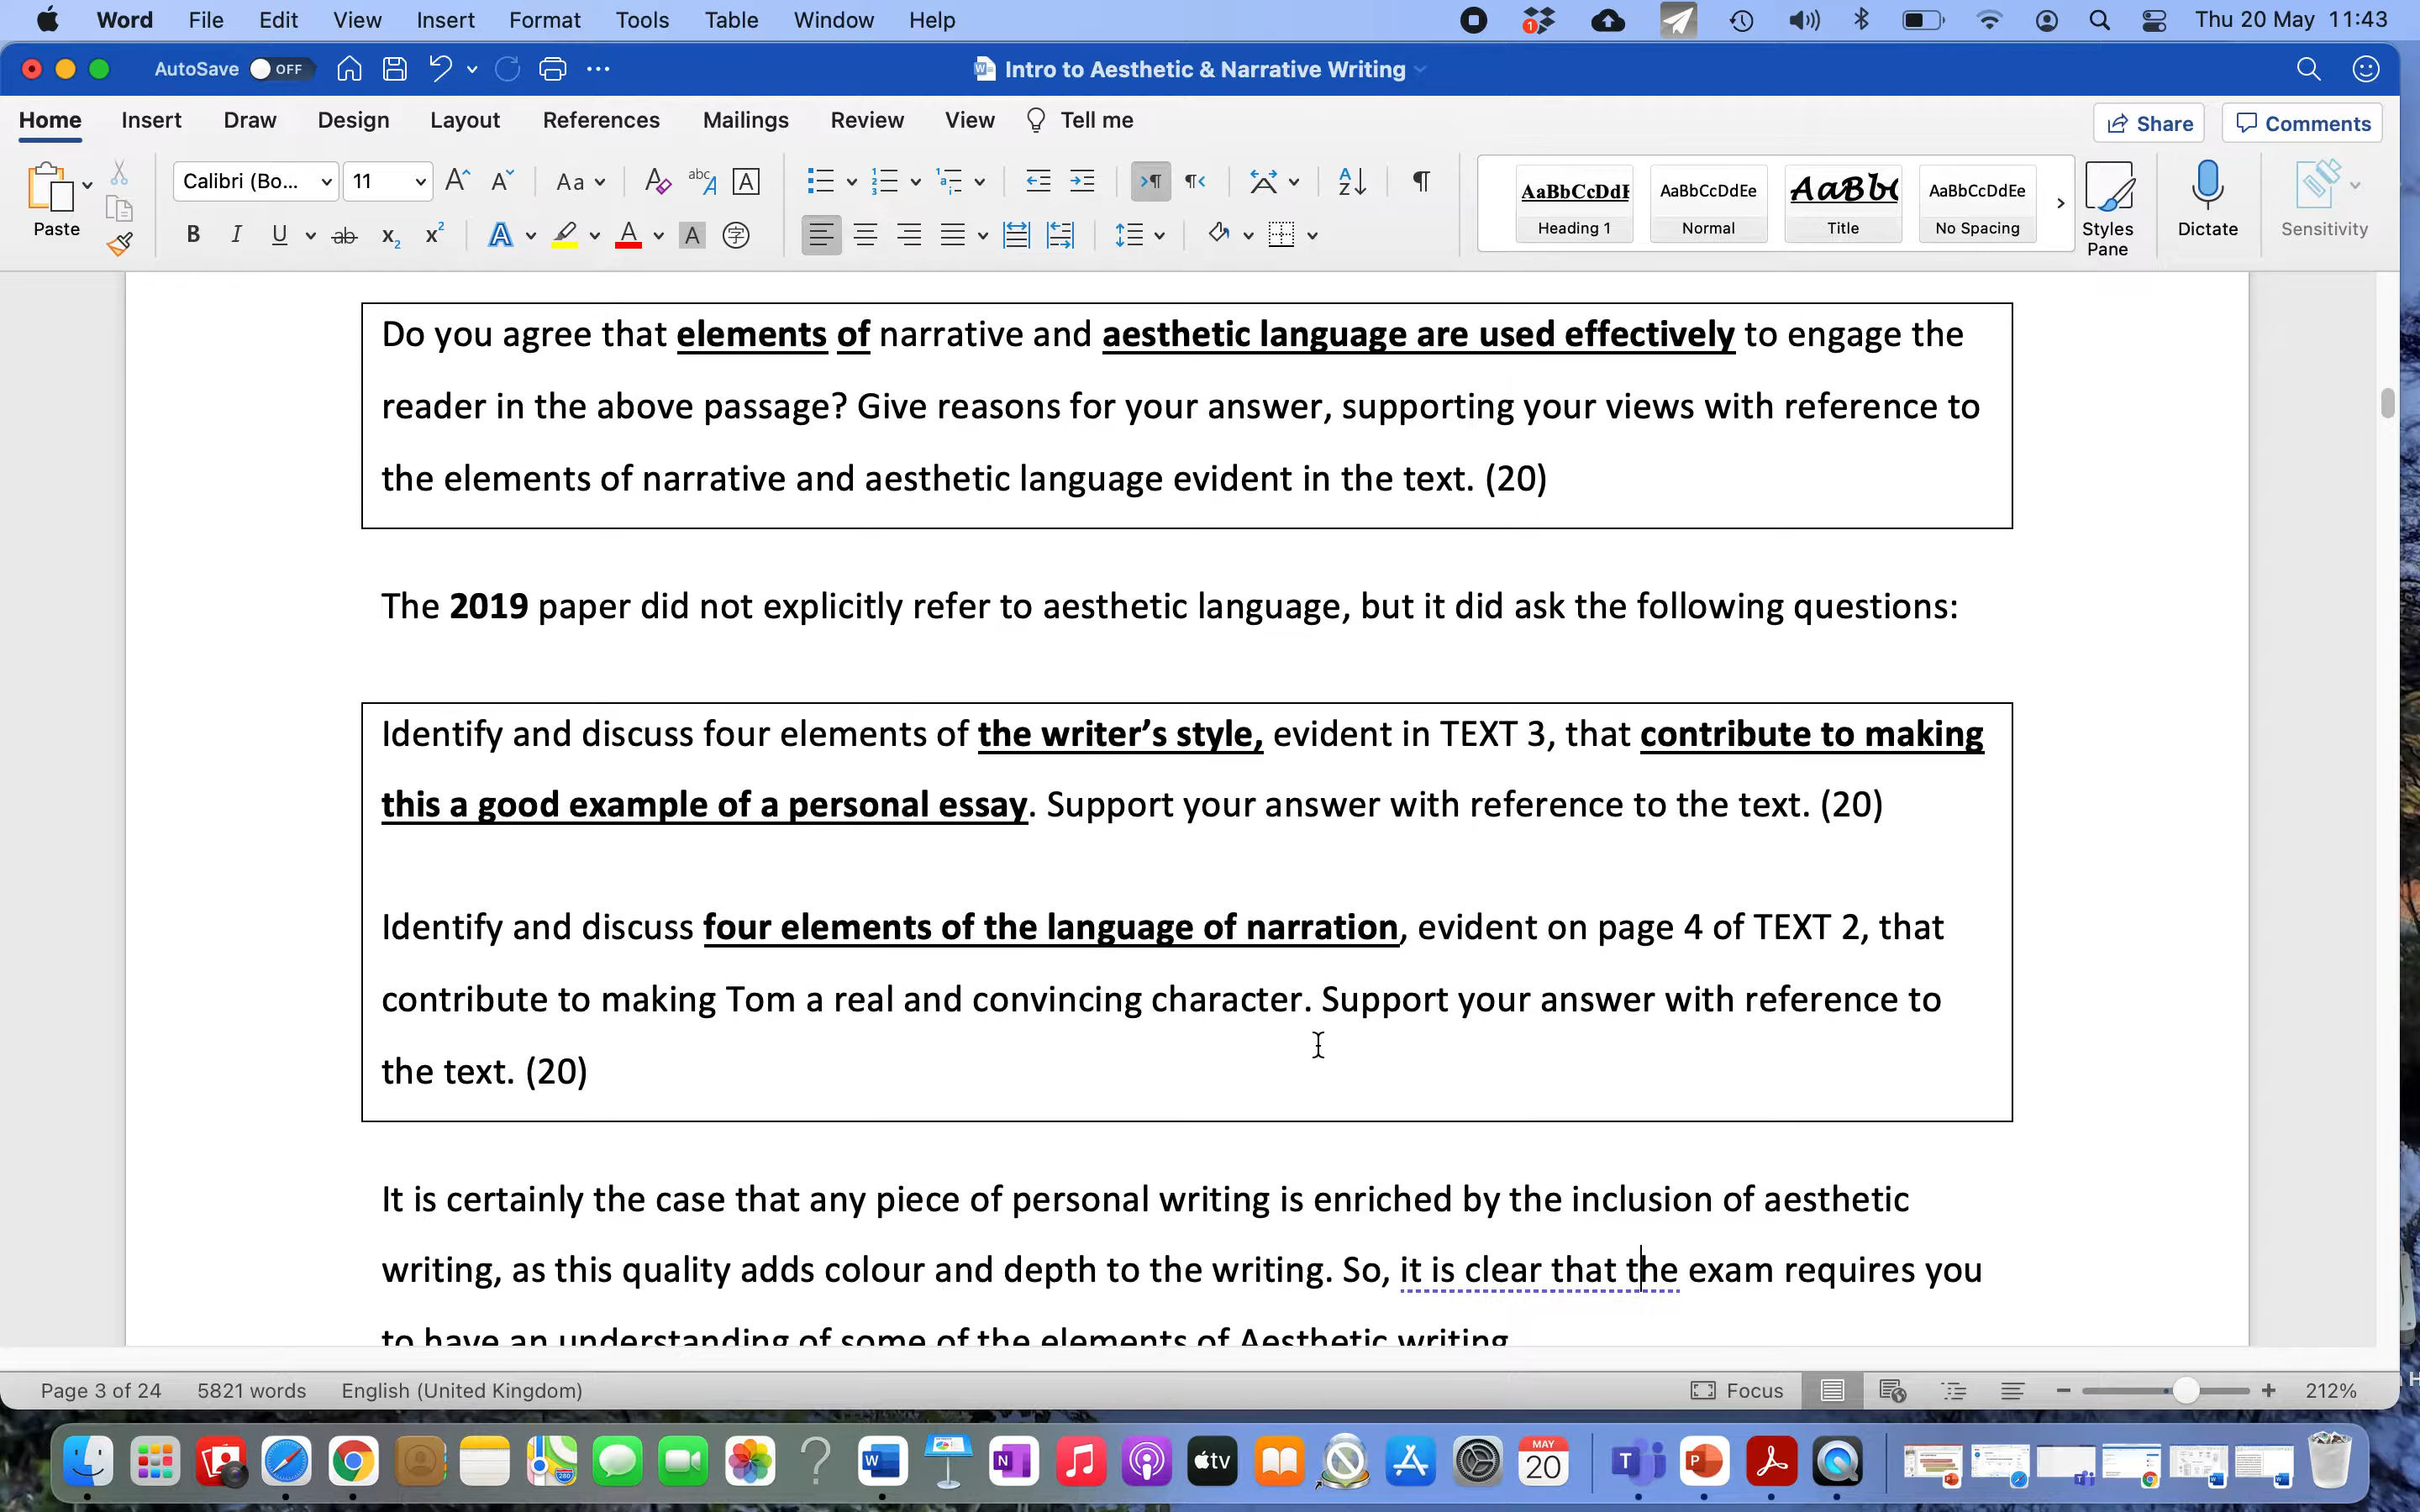 Word File Edit View Insert Format Tools Table Window Help Thu 20 May 11:43
AutoSave OFF Intro to Aesthetic & Narrative Writing
Home Insert Draw Design Layout References Mailings Review View Tell me Share Comments
Paste Calibri (Bo... 11 AaBbCcDdE Heading 1 AaBbCcDdEe Normal AaBb( Title AaBbCcDdEe No Spacing Styles Pane Dictate Sensitivity
Do you agree that elements of narrative and aesthetic language are used effectively to engage the
reader in the above passage? Give reasons for your answer, supporting your views with reference to
the elements of narrative and aesthetic language evident in the text. (20)
The 2019 paper did not explicitly refer to aesthetic language, but it did ask the following questions:
Identify and discuss four elements of the writer’s style, evident in TEXT 3, that contribute to making
this a good example of a personal essay. Support your answer with reference to the text. (20)
Identify and discuss four elements of the language of narration, evident on page 4 of TEXT 2, that
contribute to making Tom a real and convincing character. Support your answer with reference to
the text. (20)
It is certainly the case that any piece of personal writing is enriched by the inclusion of aesthetic
writing, as this quality adds colour and depth to the writing. So, it is clear that the exam requires you
to have an understanding of some of the elements of Aesthetic writing
Page 3 of 24 5821 words English (United Kingdom) Focus 212%
tv MAY 20